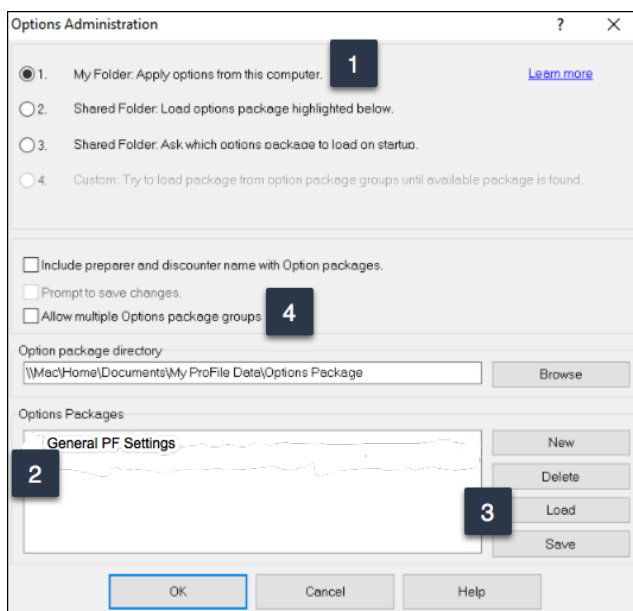 Options Administration ? X
1
1. My Folder: Apply options from this computer. Learn more
2. Shared Folder: Load options package highlighted below.
3. Shared Folder: Ask which options package to load on startup.
4. Custom: Try to load package from option package groups until available package is found.
Include preparer and discounter name with Option packages.
Prompt to save changes.
Allow multiple Options package groups
4
Option package directory
\\Mac\Home\Documents\My ProFile Data\Options Package Browse
Options Packages
General PF Settings New
2
Delete
3
Load
Save
OK Cancel Help